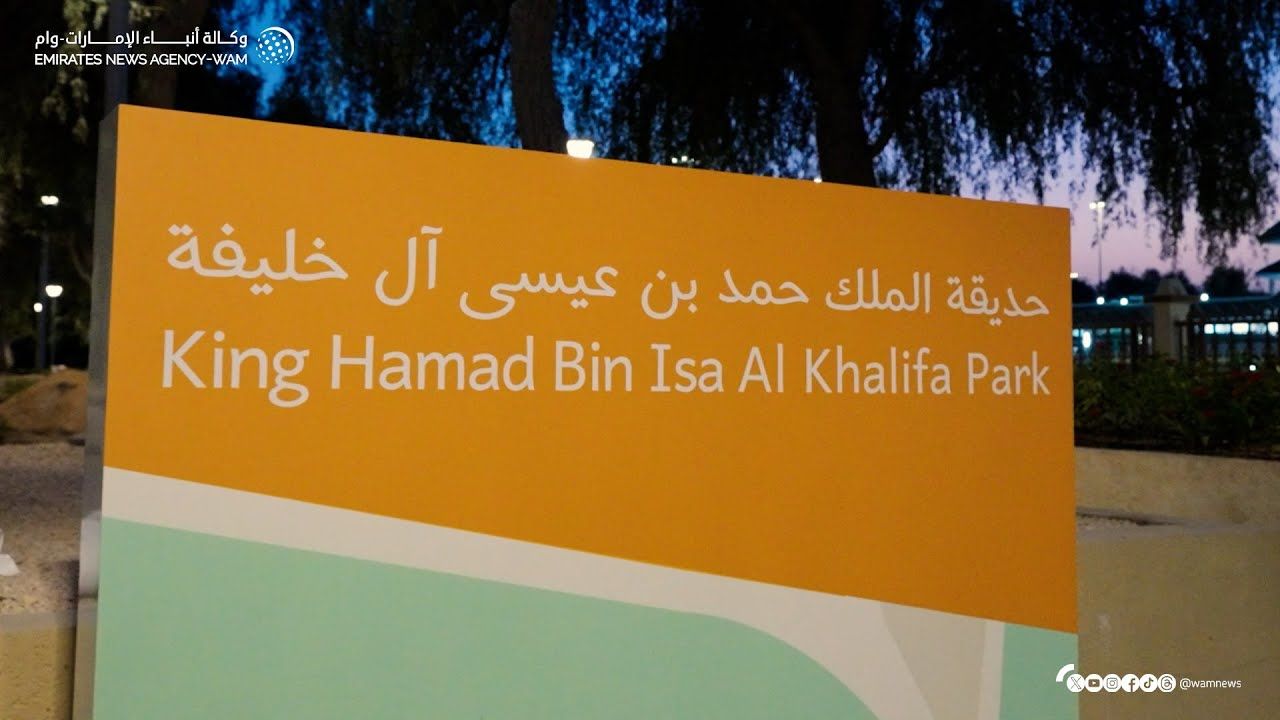 وكالة أنبـــاء الإمـــارات-وام
EMIRATES NEWS AGENCY-WAM
حديقة الملك حمد بن عيسى آل خليفة
King Hamad Bin Isa Al Khalifa Park
@wamnews